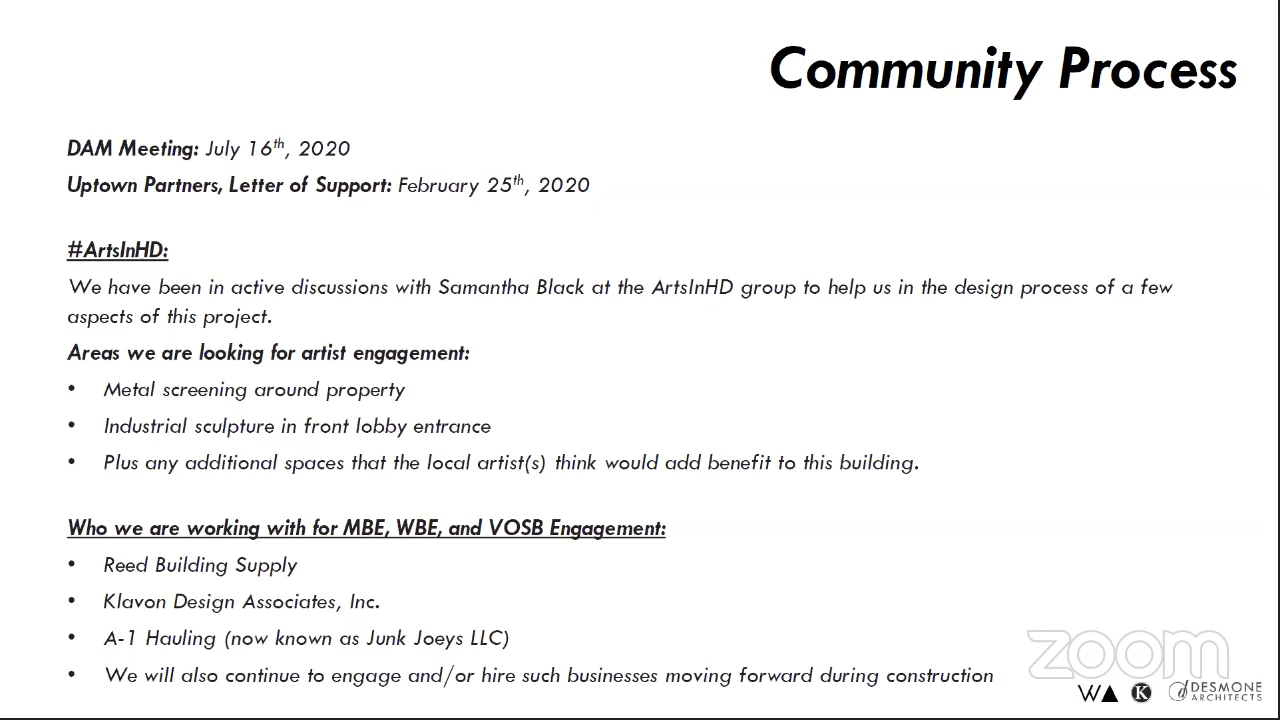 Community Process
DAM Meeting: July 16th, 2020
Uptown Partners, Letter of Support: February 25th, 2020
#ArtsInHD:
We have been in active discussions with Samantha Black at the ArtsInHD group to help us in the design process of a few
aspects of this project.
Areas we are looking for artist engagement:
• Metal screening around property
• Industrial sculpture in front lobby entrance
• Plus any additional spaces that the local artist(s) think would add benefit to this building.
Who we are working with for MBE, WBE, and VOSB Engagement:
• Reed Building Supply
• Klavon Design Associates, Inc.
• A-1 Hauling (now known as Junk Joeys LLC)
• We will also continue to engage and/or hire such businesses moving forward during construction
zoom
K
DESMONE
ARCHITECTS